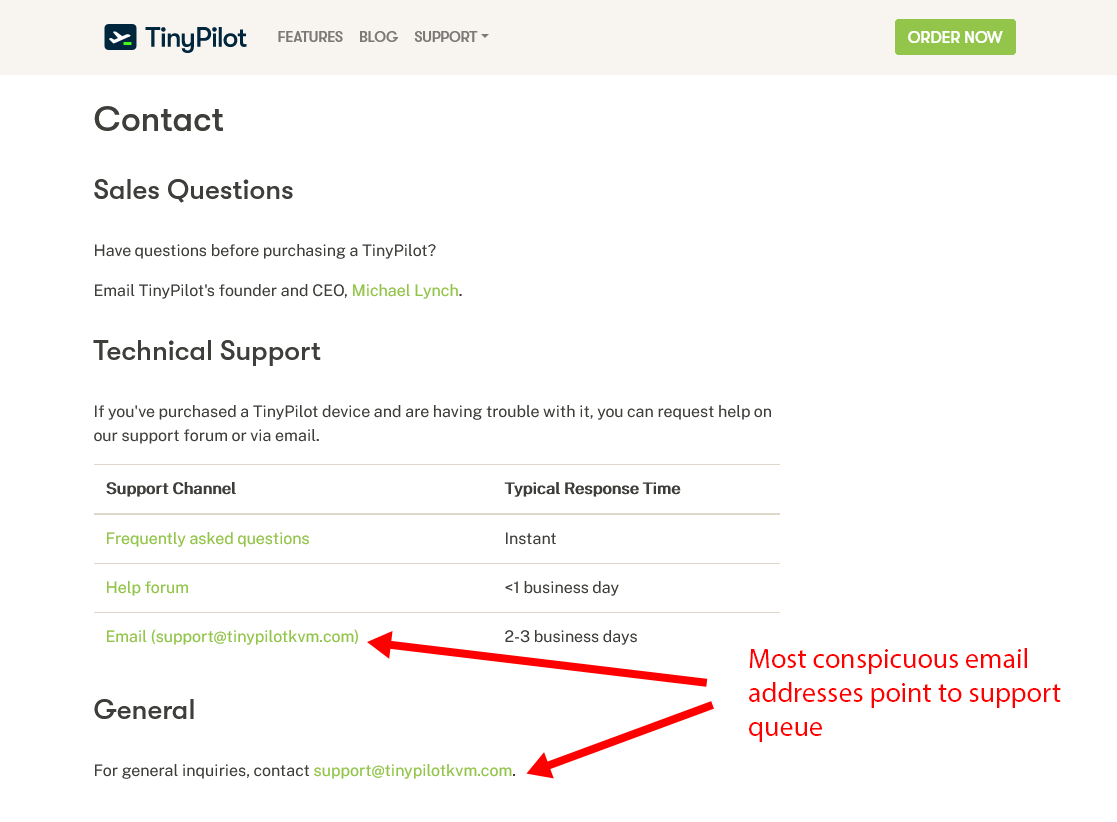 TinyPilot FEATURES BLOG SUPPORT ORDER NOW
Contact
Sales Questions
Have questions before purchasing a TinyPilot?
Email TinyPilot's founder and CEO, Michael Lynch.
Technical Support
If you've purchased a TinyPilot device and are having trouble with it, you can request help on
our support forum or via email.
Support Channel Typical Response Time
Frequently asked questions Instant
Help forum <1 business day
Email (support@tinypilotkvm.com) 2-3 business days
Most conspicuous email
addresses point to support
queue
General
For general inquiries, contact support@tinypilotkvm.com.